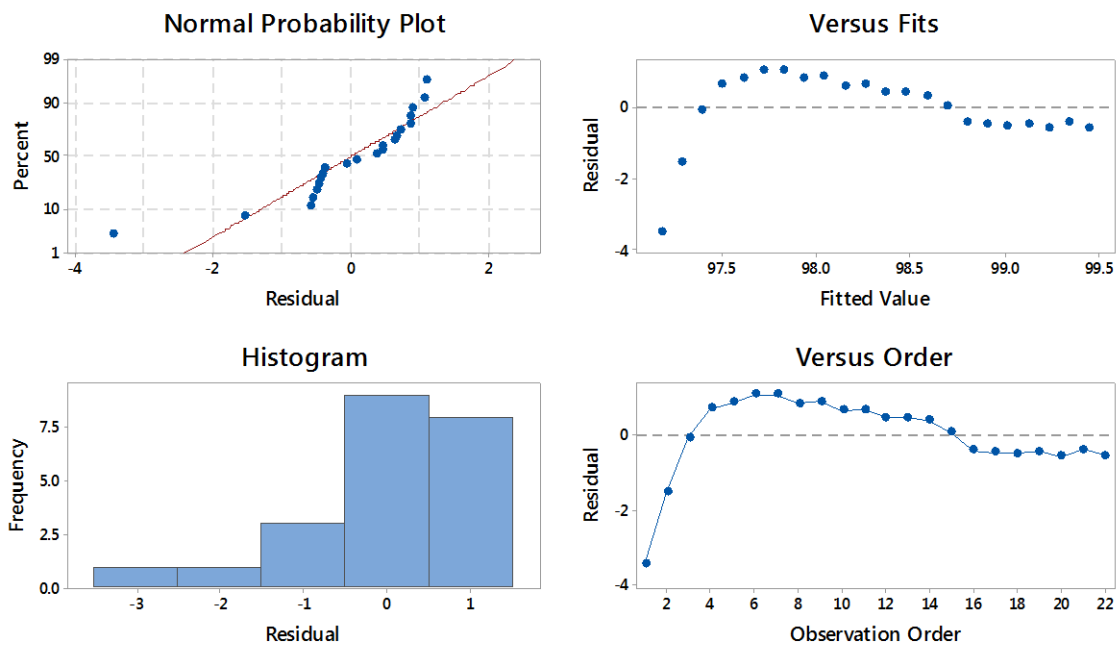 Normal Probability Plot
99
90
50
10
1
Percent
-4 -2 0 2
Residual
Versus Fits
0
-2
-4
Residual
97.5 98.0 98.5 99.0 99.5
Fitted Value
Histogram
7.5
5.0
2.5
0.0
Frequency
-3 -2 -1 0 1
Residual
Versus Order
0
-2
-4
Residual
2 4 6 8 10 12 14 16 18 20 22
Observation Order